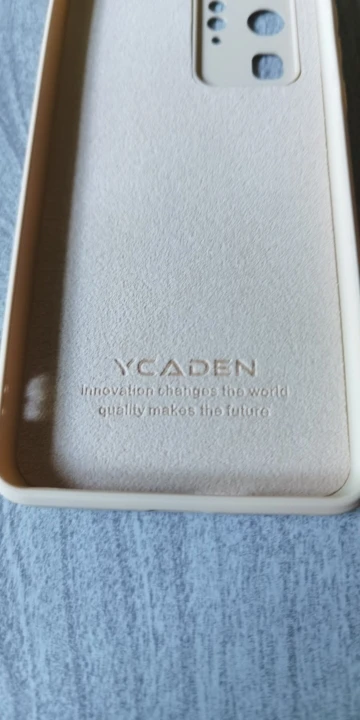 YCADEN
Innovation changes the world
quality makes the future